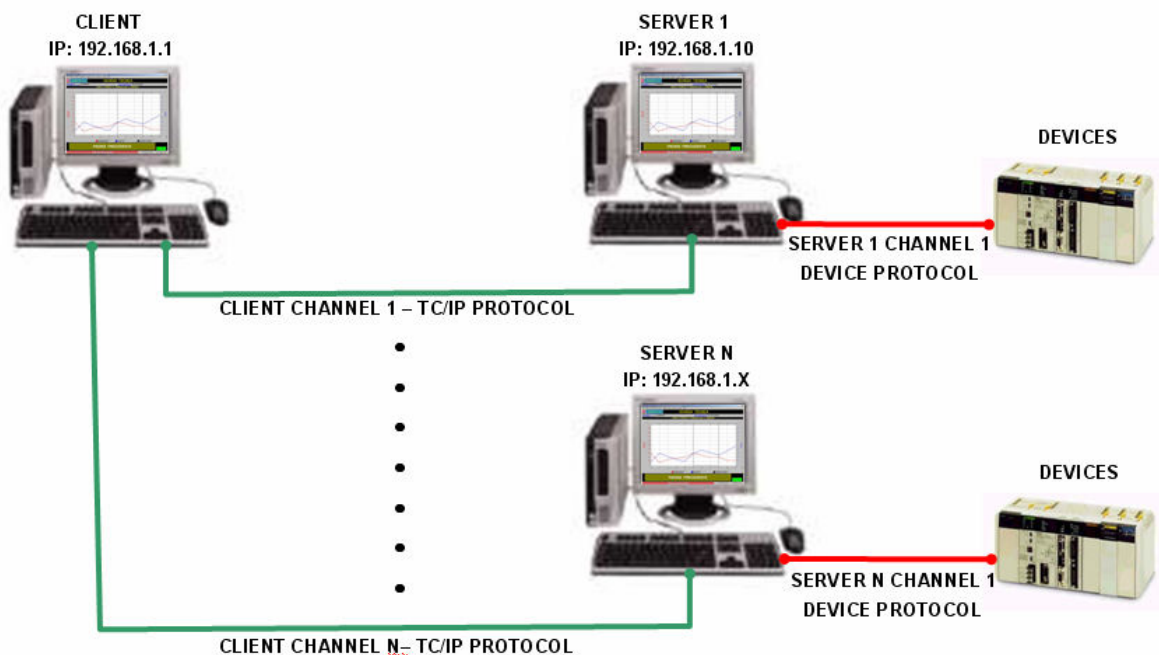 CLIENT
IP: 192.168.1.1
SERVER 1
IP: 192.168.1.10
DEVICES
SERVER 1 CHANNEL 1
DEVICE PROTOCOL
CLIENT CHANNEL 1 – TC/IP PROTOCOL
SERVER N
IP: 192.168.1.X
DEVICES
SERVER N CHANNEL 1
DEVICE PROTOCOL
CLIENT CHANNEL N– TC/IP PROTOCOL